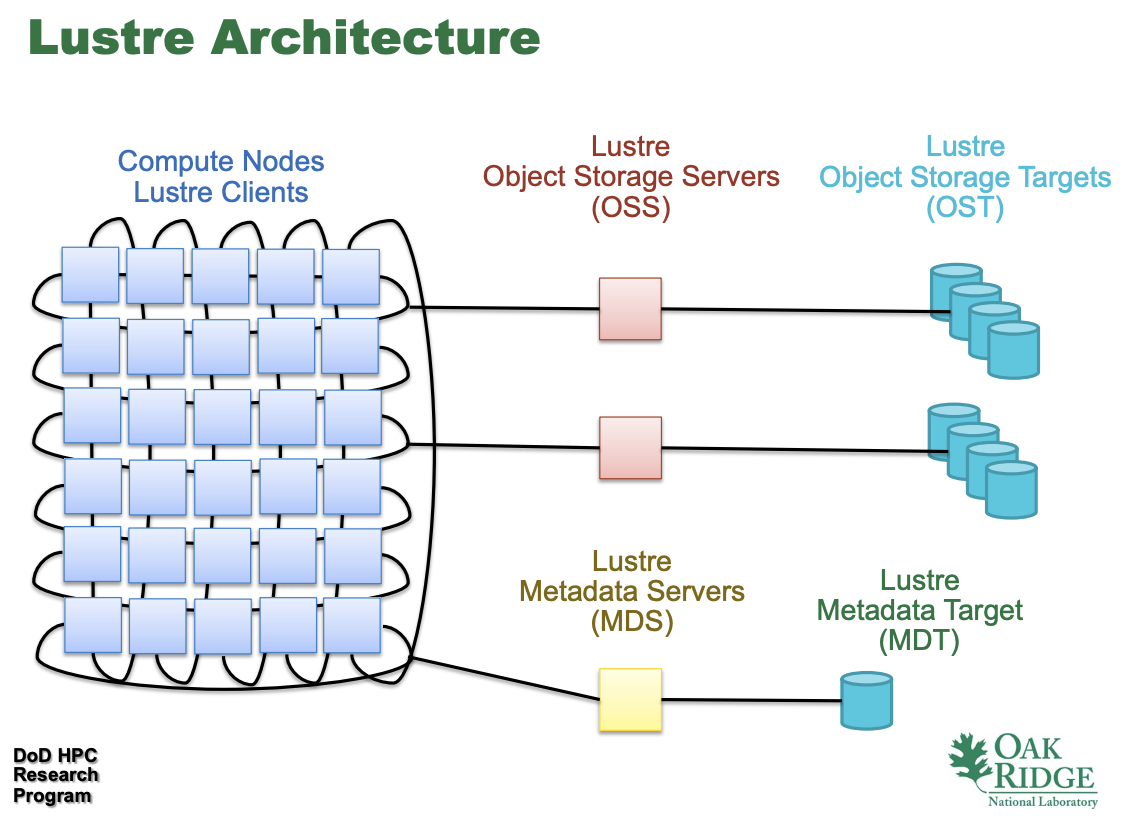 Lustre Architecture
Compute Nodes
Lustre Clients
Lustre
Object Storage Servers
(OSS)
Lustre
Object Storage Targets
(OST)
Lustre
Metadata Servers
(MDS)
Lustre
Metadata Target
(MDT)
DoD HPC
Research
Program
OAK
RIDGE
National Laboratory